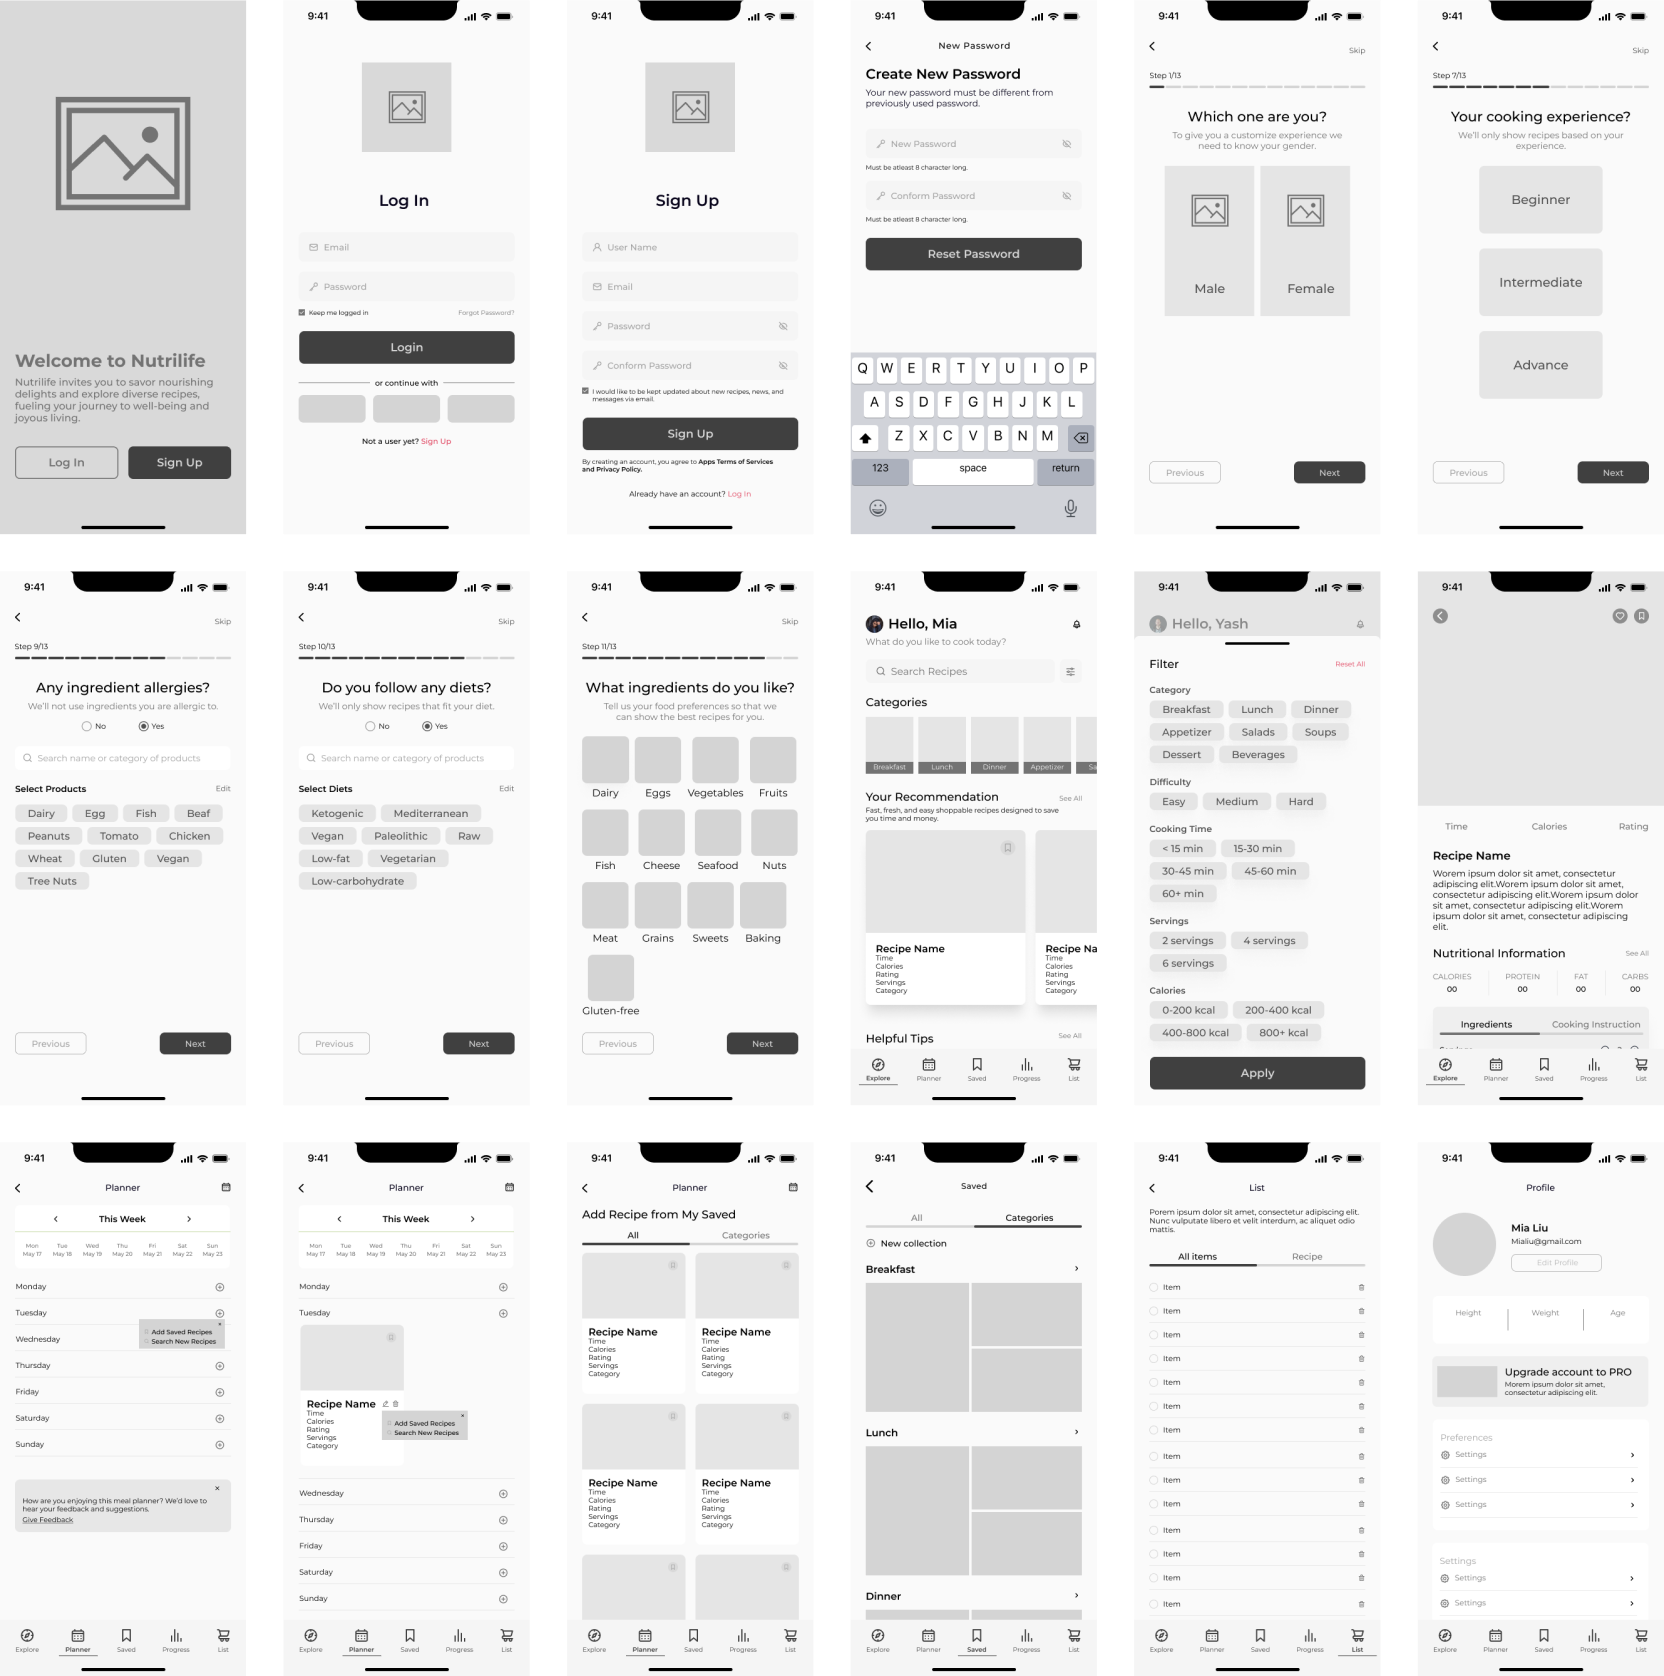 Welcome to Nutrilife
Nutrilife invites you to savor nourishing
delights and explore diverse recipes,
fueling your journey to well-being and
joyous living.
Log In
Sign Up
9:41
Log In
Email
Password
Keep me logged in
Forgot Password?
Login
or continue with
Not a user yet? Sign Up
9:41
Sign Up
User Name
Email
Password
Conform Password
I would like to be kept updated about new recipes, news, and
messages via email.
Sign Up
By creating an account, you agree to Apps Terms of Services
and Privacy Policy.
Already have an account? Log In
9:41
New Password
Create New Password
Your new password must be different from
previously used password.
New Password
Must be atleast 8 character long.
Conform Password
Must be atleast 8 character long.
Reset Password
Q W E R T Y U I O P
A S D F G H J K L
Z X C V B N M
123 space return
9:41
Skip
Step 1/13
Which one are you?
To give you a customize experience we
need to know your gender.
Male Female
Previous Next
9:41
Skip
Step 7/13
Your cooking experience?
We'll only show recipes based on your
experience.
Beginner
Intermediate
Advance
Previous Next
9:41
Skip
Step 9/13
Any ingredient allergies?
We'll not use ingredients you are allergic to.
No Yes
Search name or category of products
Select Products Edit
Dairy Egg Fish Beaf
Peanuts Tomato Chicken
Wheat Gluten Vegan
Tree Nuts
Previous Next
9:41
Skip
Step 10/13
Do you follow any diets?
We'll only show recipes that fit your diet.
No Yes
Search name or category of products
Select Diets Edit
Ketogenic Mediterranean
Vegan Paleolithic Raw
Low-fat Vegetarian
Low-carbohydrate
Previous Next
9:41
Skip
Step 11/13
What ingredients do you like?
Tell us your food preferences so that we
can show the best recipes for you.
Dairy Eggs Vegetables Fruits
Fish Cheese Seafood Nuts
Meat Grains Sweets Baking
Gluten-free
Previous Next
9:41
Hello, Mia
What do you like to cook today?
Search Recipes
Categories
Breakfast Lunch Dinner Appetizer Sa
Your Recommendation See All
Fast, fresh, and easy shoppable recipes designed to save
you time and money.
Recipe Name Recipe Na
Time Time
Calories Calories
Rating Rating
Servings Servings
Category Category
Helpful Tips See All
Explore Planner Saved Progress List
9:41
Hello, Yash
Filter Reset All
Category
Breakfast Lunch Dinner
Appetizer Salads Soups
Dessert Beverages
Difficulty
Easy Medium Hard
Cooking Time
< 15 min 15-30 min
30-45 min 45-60 min
60+ min
Servings
2 servings 4 servings
6 servings
Calories
0-200 kcal 200-400 kcal
400-800 kcal 800+ kcal
Apply
9:41
Time Calories Rating
Recipe Name
Worem ipsum dolor sit amet, consectetur
adipiscing elit.Worem ipsum dolor sit amet,
consectetur adipiscing elit.Worem ipsum dolor
sit amet, consectetur adipiscing elit.Worem
ipsum dolor sit amet, consectetur adipiscing
elit.
Nutritional Information See All
CALORIES PROTEIN FAT CARBS
00 00 00 00
Ingredients Cooking Instruction
Explore Planner Saved Progress List
9:41
Planner
This Week
Mon Tue Wed Thu Fri Sat Sun
May 17 May 18 May 19 May 20 May 21 May 22 May 23
Monday
Tuesday
Add Saved Recipes
Wednesday
Search New Recipes
Thursday
Friday
Saturday
Sunday
How are you enjoying this meal planner? We'd love to
hear your feedback and suggestions.
Give Feedback
Explore Planner Saved Progress List
9:41
Planner
This Week
Mon Tue Wed Thu Fri Sat Sun
May 17 May 18 May 19 May 20 May 21 May 22 May 23
Monday
Tuesday
Recipe Name
Time
Calories
Rating
Servings
Category
Add Saved Recipes
Search New Recipes
Wednesday
Thursday
Friday
Saturday
Sunday
Explore Planner Saved Progress List
9:41
Planner
Add Recipe from My Saved
All Categories
Recipe Name Recipe Name
Time Time
Calories Calories
Rating Rating
Servings Servings
Category Category
Recipe Name Recipe Name
Time Time
Calories Calories
Rating Rating
Servings Servings
Category Category
Explore Planner Saved Progress List
9:41
Saved
All Categories
New collection
Breakfast
Lunch
Dinner
Explore Planner Saved Progress List
9:41
List
Porem ipsum dolor sit amet, consectetur adipiscing elit.
Nunc vulputate libero et velit interdum, ac aliquet odio
mattis.
All items Recipe
Item
Item
Item
Item
Item
Item
Item
Item
Item
Item
Item
Item
Item
Item
Explore Planner Saved Progress List
9:41
Profile
Mia Liu
Mialiu@gmail.com
Edit Profile
Height Weight Age
Upgrade account to PRO
Morem ipsum dolor sit amet,
consectetur adipiscing elit.
Preferences
Settings
Settings
Settings
Settings
Settings
Settings
Explore Planner Saved Progress List